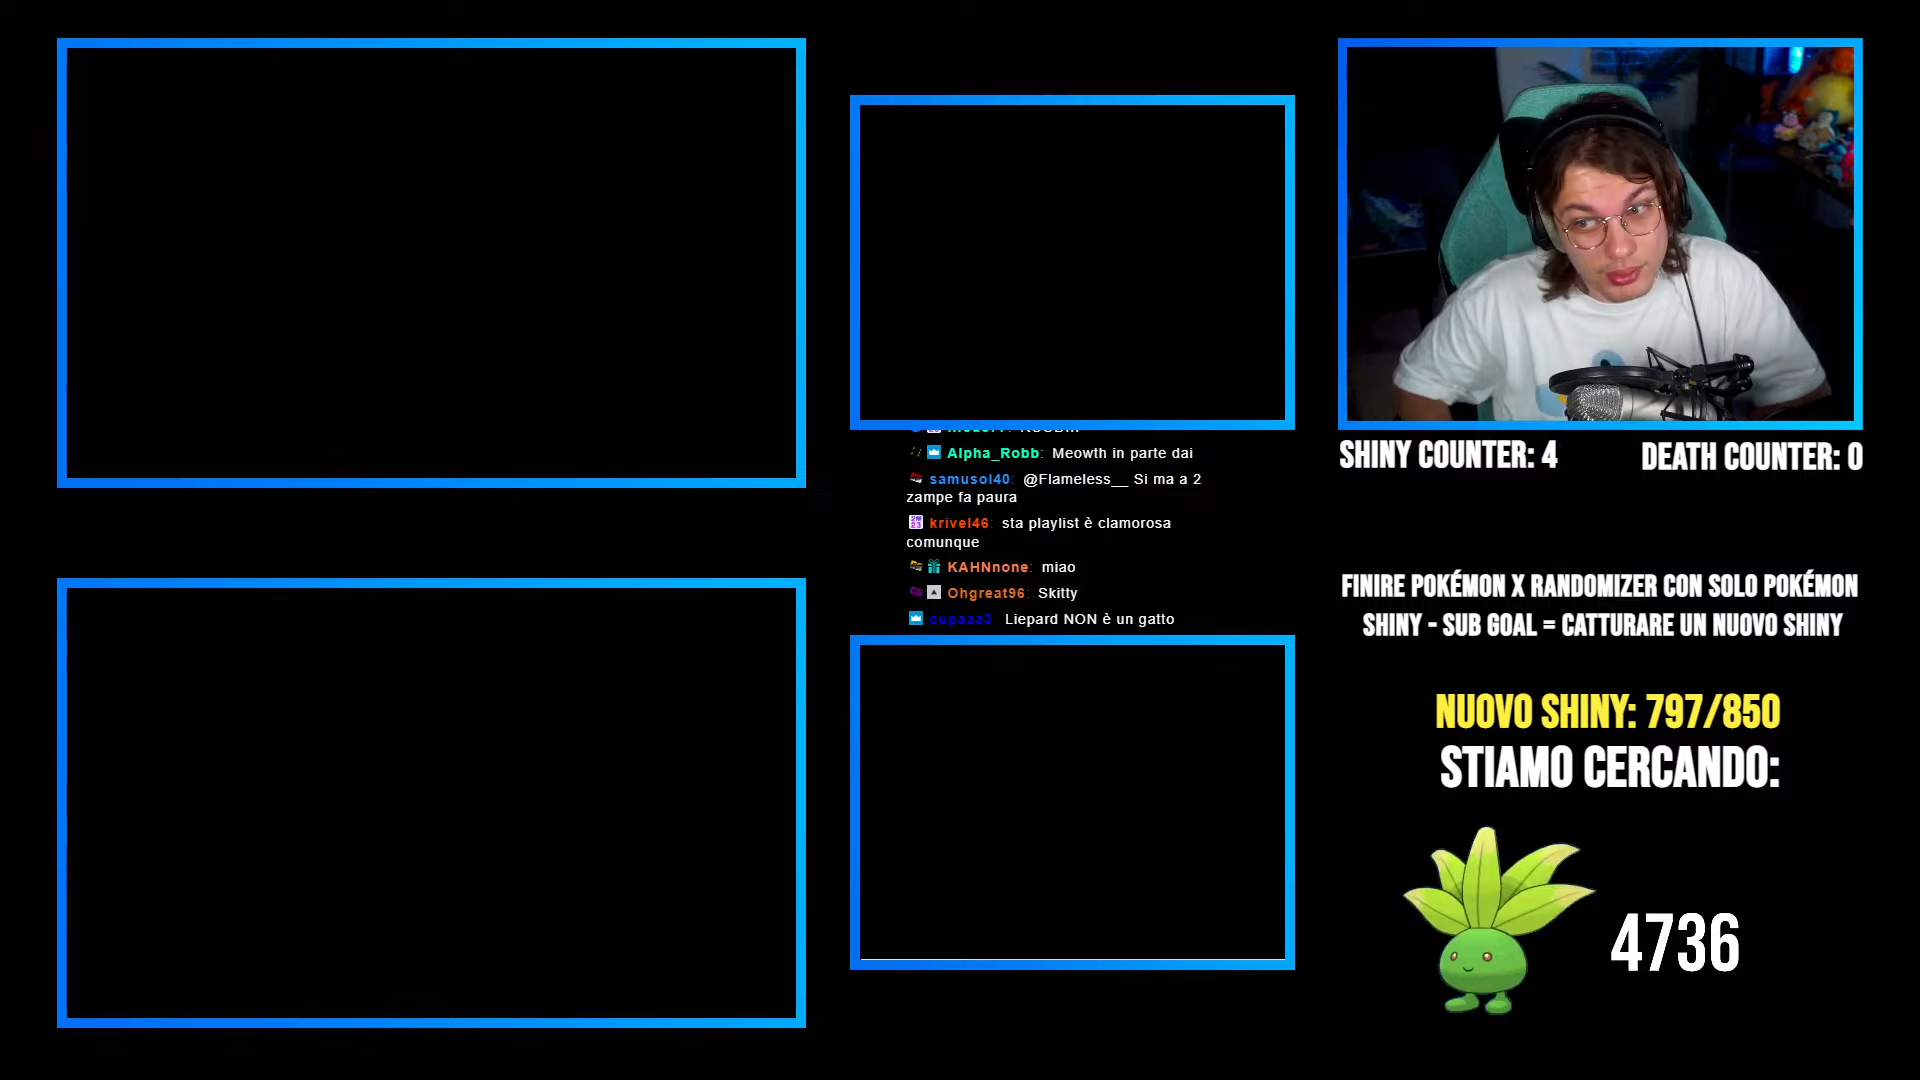 Alpha_Robb: Meowth in parte dai
samusol40: @Flameless__ Si ma a 2
zampe fa paura
krivel46: sta playlist è clamorosa
comunque
KAHNnone: miao
Ohgreat96: Skitty
cupaaa3 Liepard NON è un gatto
SHINY COUNTER: 4
DEATH COUNTER: 0
FINIRE POKÉMON X RANDOMIZER CON SOLO POKÉMON
SHINY - SUB GOAL = CATTURARE UN NUOVO SHINY
NUOVO SHINY: 797/850
STIAMO CERCANDO:
4736